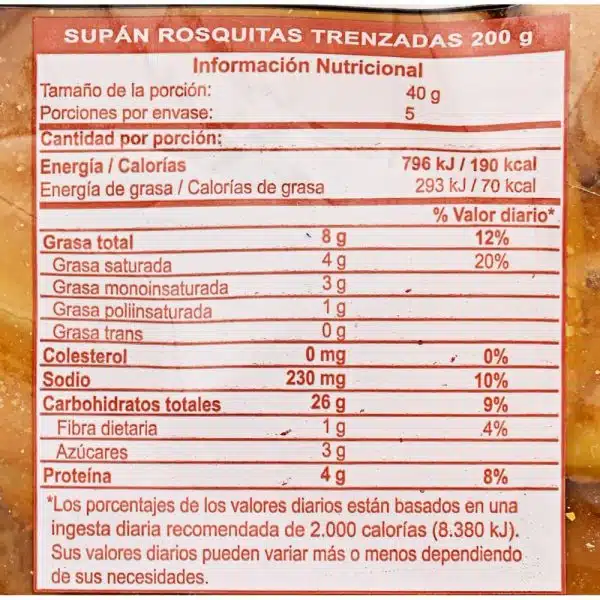 SUPÁN ROSQUITAS TRENZADAS 200 g
Información Nutricional
Tamaño de la porción: 40 g
Porciones por envase: 5
Cantidad por porción:
Energía / Calorías 796 kJ / 190 kcal
Energía de grasa / Calorías de grasa 293 kJ / 70 kcal
% Valor diario*
Grasa total 8 g 12%
Grasa saturada 4 g 20%
Grasa monoinsaturada 3 g
Grasa poliinsaturada 1 g
Grasa trans 0 g
Colesterol 0 mg 0%
Sodio 230 mg 10%
Carbohidratos totales 26 g 9%
Fibra dietaria 1 g 4%
Azúcares 3 g
Proteína 4 g 8%
*Los porcentajes de los valores diarios están basados en una
ingesta diaria recomendada de 2.000 calorías (8.380 kJ).
Sus valores diarios pueden variar más o menos dependiendo
de sus necesidades.